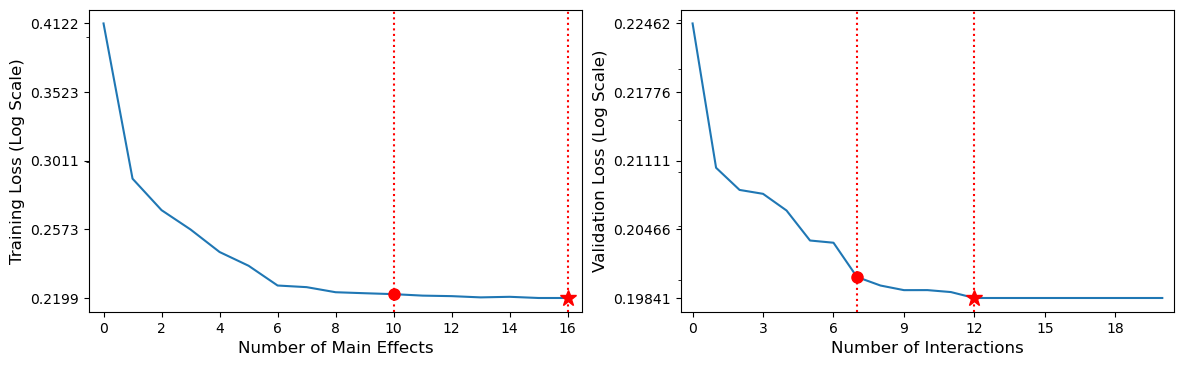 Training Loss (Log Scale)
0.4122
0.3523
0.3011
0.2573
0.2199
0 2 4 6 8 10 12 14 16
Number of Main Effects
Validation Loss (Log Scale)
0.22462
0.21776
0.21111
0.20466
0.19841
0 3 6 9 12 15 18
Number of Interactions